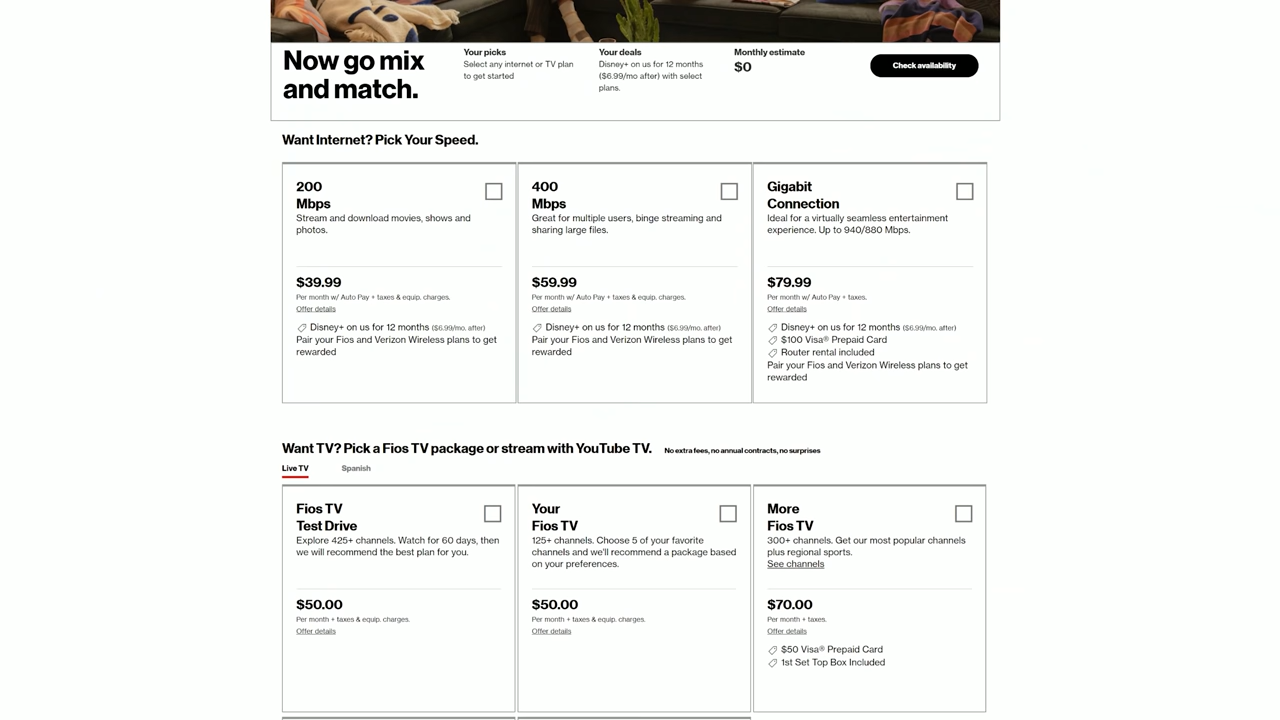 Now go mix
and match.
Your picks
Select any internet or TV plan
to get started
Your deals
Disney+ on us for 12 months
($6.99/mo after) with select
plans.
Monthly estimate
$0
Check availability
Want Internet? Pick Your Speed.
200
Mbps
Stream and download movies, shows and
photos.
$39.99
Per month w/ Auto Pay + taxes & equip. charges.
Offer details
Disney+ on us for 12 months ($6.99/mo. after)
Pair your Fios and Verizon Wireless plans to get
rewarded
400
Mbps
Great for multiple users, binge streaming and
sharing large files.
$59.99
Per month w/ Auto Pay + taxes & equip. charges.
Offer details
Disney+ on us for 12 months ($6.99/mo. after)
Pair your Fios and Verizon Wireless plans to get
rewarded
Gigabit
Connection
Ideal for a virtually seamless entertainment
experience. Up to 940/880 Mbps.
$79.99
Per month w/ Auto Pay + taxes.
Offer details
Disney+ on us for 12 months ($6.99/mo. after)
$100 Visa® Prepaid Card
Router rental included
Pair your Fios and Verizon Wireless plans to get
rewarded
Want TV? Pick a Fios TV package or stream with YouTube TV. No extra fees, no annual contracts, no surprises
Live TV Spanish
Fios TV
Test Drive
Explore 425+ channels. Watch for 60 days, then
we will recommend the best plan for you.
$50.00
Per month + taxes & equip. charges.
Offer details
Your
Fios TV
125+ channels. Choose 5 of your favorite
channels and we'll recommend a package based
on your preferences.
$50.00
Per month + taxes & equip. charges.
Offer details
More
Fios TV
300+ channels. Get our most popular channels
plus regional sports.
See channels
$70.00
Per month + taxes.
Offer details
$50 Visa® Prepaid Card
1st Set Top Box Included